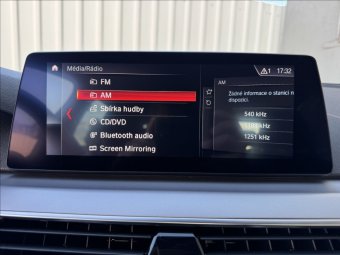 Média/Rádio
1 17:32
FM
AM
Sbírka hudby
CD/DVD
Bluetooth audio
Screen Mirroring
AM
Žádné informace o stanici n
dispozici.
540 kHz
1251 kHz